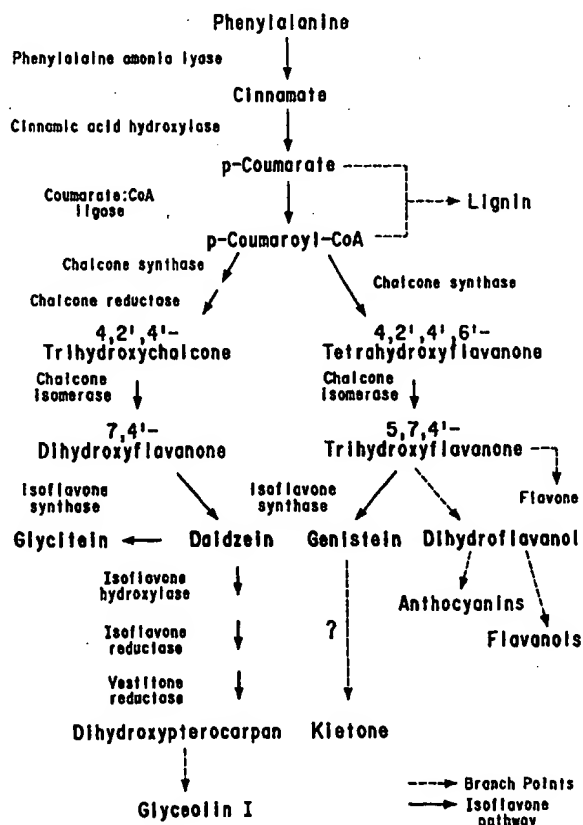 Phenylalanine
Phenylalaine amonia lyase
Cinnamate
Cinnamic acid hydroxylase
p-Coumarate
Coumarate:CoA
ligase
Lignin
p-Coumaroyl-CoA
Chalcone synthase
Chalcone synthase
Chalcone reductase
4,2',4'-
Trihydroxychalcone
4,2',4',6'-
Tetrahydroxyflavanone
Chalcone
isomerase
Chalcone
isomerase
7,4'-
Dihydroxyflavanone
5,7,4'-
Trihydroxyflavanone
Isoflavone
synthase
Isoflavone
synthase
Flavone
Glycitein
Daidzein
Genistein
Dihydroflavanol
Isoflavone
hydroxylase
Anthocyanins
?
Isoflavone
reductase
Flavanols
Vestitone
reductase
Dihydroxypterocarpan
Kietone
Glyceolin I
Branch Points
Isoflavone
pathway